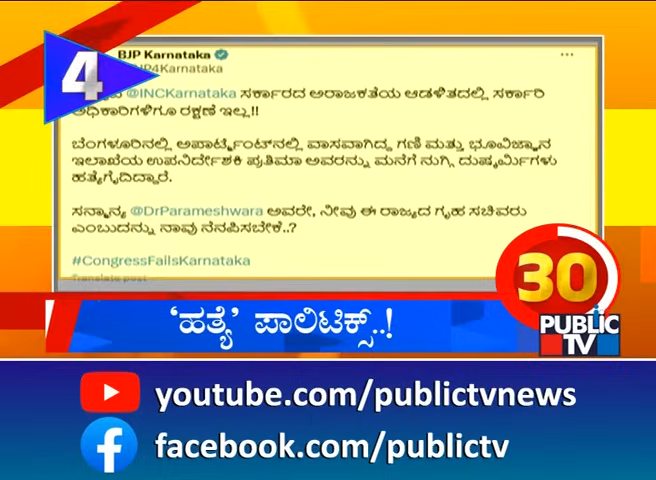 4
BJP Karnataka
JP4Karnataka
@INCKarnataka ಸರ್ಕಾರದ ಅರಾಜಕತೆಯ ಆಡಳಿತದಲ್ಲಿ ಸರ್ಕಾರಿ
ಅಧಿಕಾರಿಗಳಿಗೂ ರಕ್ಷಣೆ ಇಲ್ಲ!!
ಬೆಂಗಳೂರಿನಲ್ಲಿ ಅಪಾರ್ಟ್ಮೆಂಟ್‌ನಲ್ಲಿ ವಾಸವಾಗಿದ್ದ ಗಣಿ ಮತ್ತು ಭೂವಿಜ್ಞಾನ
ಇಲಾಖೆಯ ಉಪನಿರ್ದೇಶಕಿ ಪ್ರತಿಮಾ ಅವರನ್ನು ಮನೆಗೆ ನುಗ್ಗಿ ದುಷ್ಕರ್ಮಿಗಳು
ಹತ್ಯೆಗೈದಿದ್ದಾರೆ.
ಸನ್ಮಾನ್ಯ @DrParameshwara ಅವರೇ, ನೀವು ಈ ರಾಜ್ಯದ ಗೃಹ ಸಚಿವರು
ಎಂಬುದನ್ನು ನಾವು ನೆನಪಿಸಬೇಕೆ..?
#CongressFailsKarnataka
Translate post
30
'ಹತ್ಯೆ' ಪಾಲಿಟಿಕ್ಸ್..!
PUBLIC
TV
youtube.com/publictvnews
facebook.com/publictv